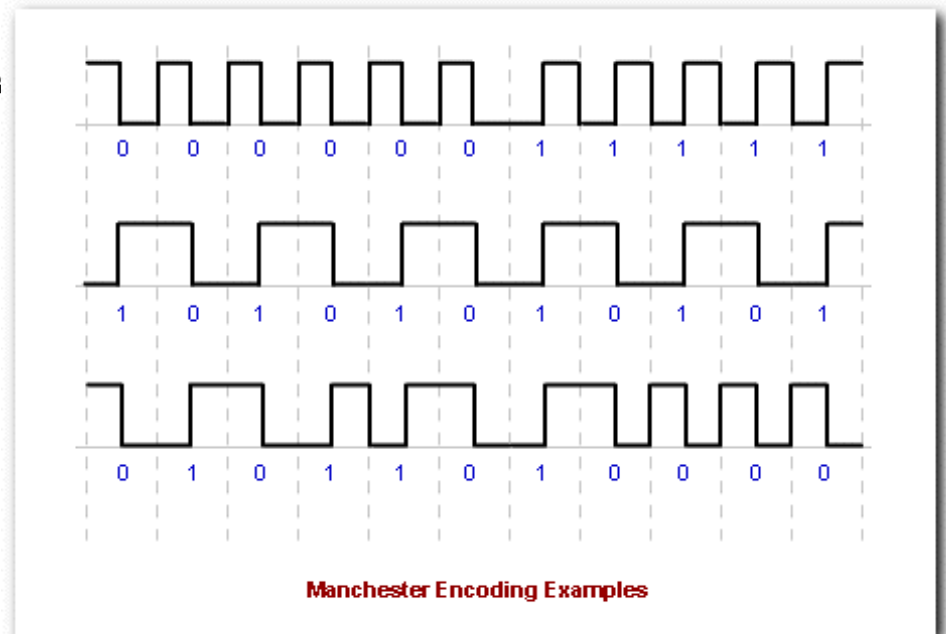 0 0 0 0 0 0 1 1 1 1 1
1 0 1 0 1 0 1 0 1 0 1
0 1 0 1 1 0 1 0 0 0 0
Manchester Encoding Examples